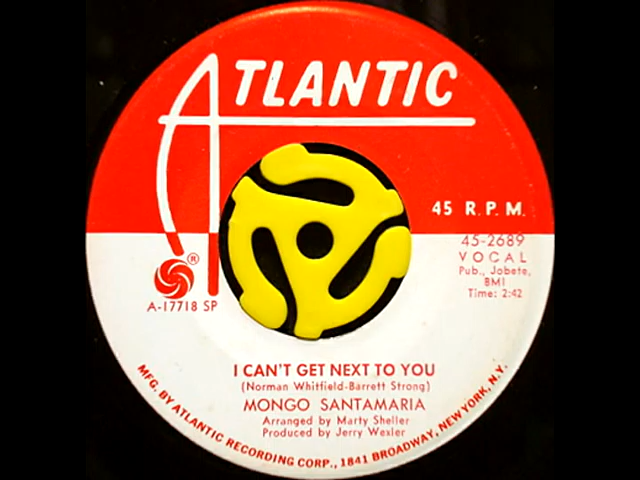 ATLANTIC
45 R.P.M.
45-2689
VOCAL
Pub., Jobete,
BMI
Time: 2:42
®
A-17718 SP
I CAN'T GET NEXT TO YOU
(Norman Whitfield-Barrett Strong)
MONGO SANTAMARIA
Arranged by Marty Sheller
Produced by Jerry Wexler
MFG. BY ATLANTIC RECORDING CORP., 1841 BROADWAY, NEW YORK, N.Y.